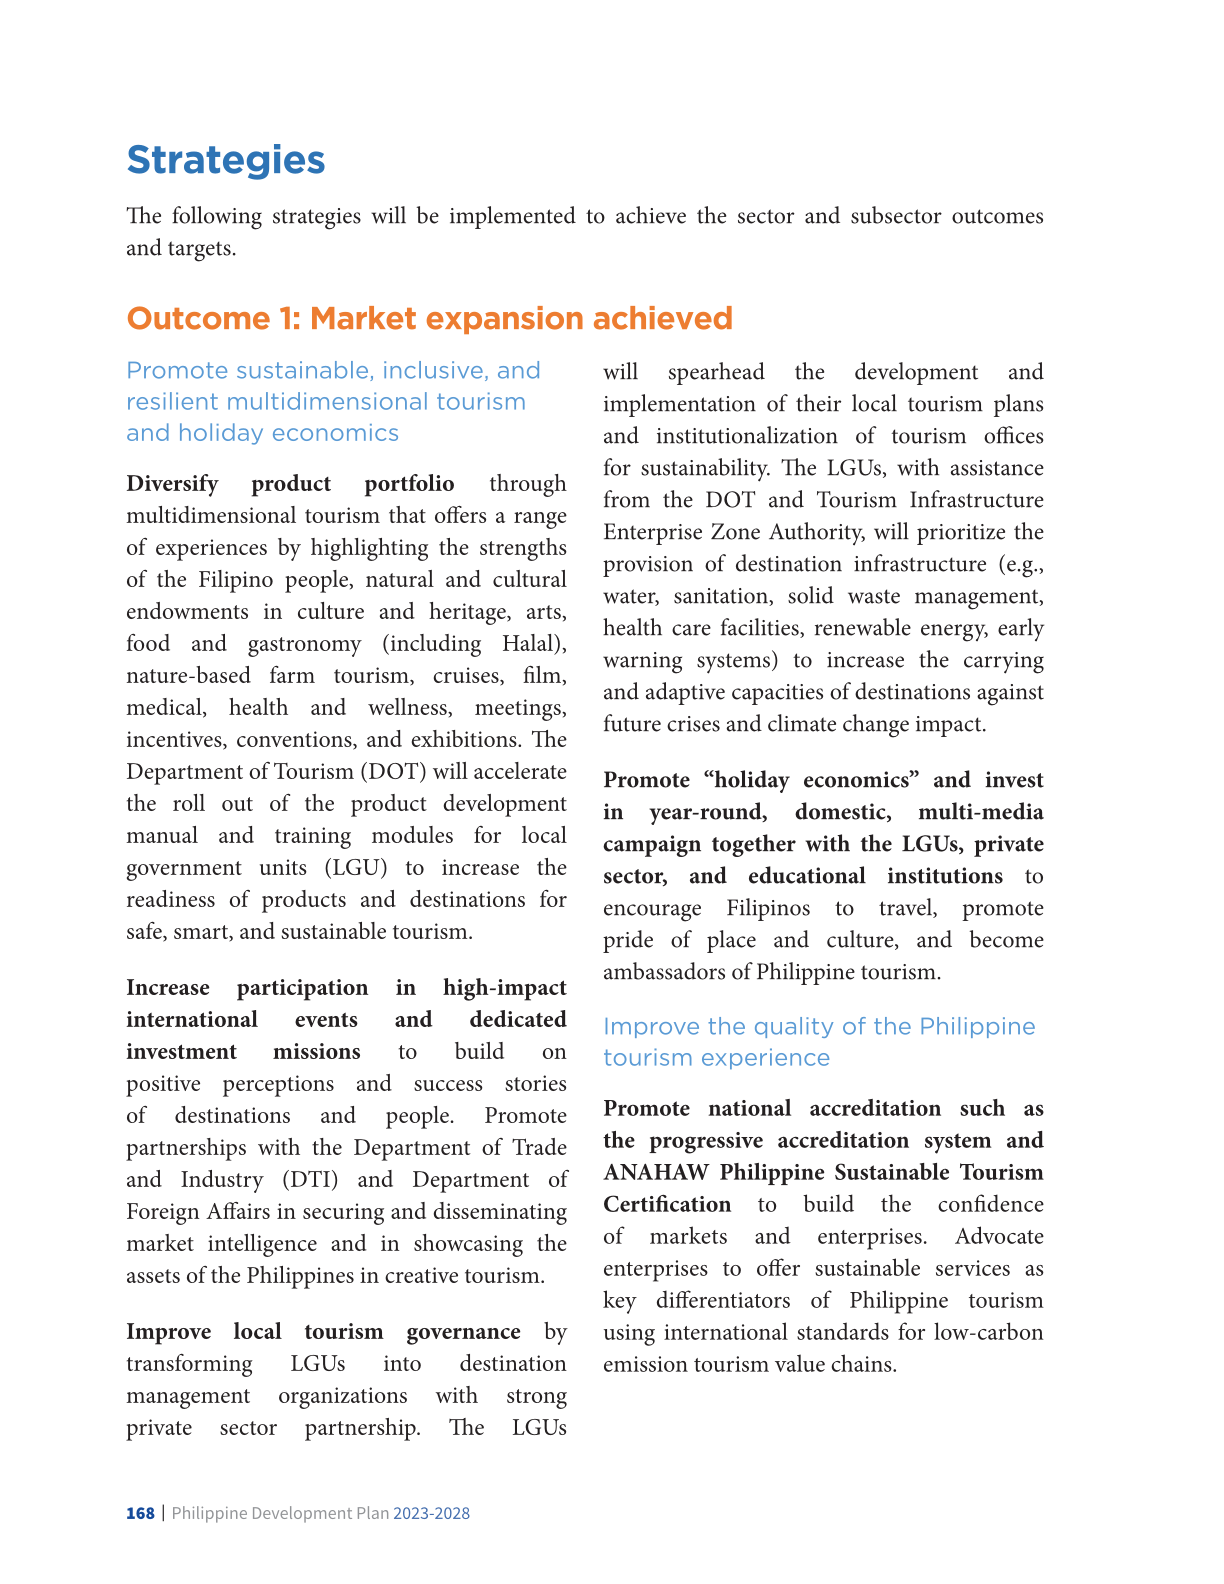 Strategies
The following strategies will be implemented to achieve the sector and subsector outcomes
and targets.
Outcome 1: Market expansion achieved
Promote sustainable, inclusive, and
resilient multidimensional tourism
and holiday economics
Diversify product portfolio through
multidimensional tourism that offers a range
of experiences by highlighting the strengths
of the Filipino people, natural and cultural
endowments in culture and heritage, arts,
food and gastronomy (including Halal),
nature-based farm tourism, cruises, film,
medical, health and wellness, meetings,
incentives, conventions, and exhibitions. The
Department of Tourism (DOT) will accelerate
the roll out of the product development
manual and training modules for local
government units (LGU) to increase the
readiness of products and destinations for
safe, smart, and sustainable tourism.
Increase participation in high-impact
international events and dedicated
investment missions to build on
positive perceptions and success stories
of destinations and people. Promote
partnerships with the Department of Trade
and Industry (DTI) and Department of
Foreign Affairs in securing and disseminating
market intelligence and in showcasing the
assets of the Philippines in creative tourism.
Improve local tourism governance by
transforming LGUs into destination
management organizations with strong
private sector partnership. The LGUs
will spearhead the development and
implementation of their local tourism plans
and institutionalization of tourism offices
for sustainability. The LGUs, with assistance
from the DOT and Tourism Infrastructure
Enterprise Zone Authority, will prioritize the
provision of destination infrastructure (e.g.,
water, sanitation, solid waste management,
health care facilities, renewable energy, early
warning systems) to increase the carrying
and adaptive capacities of destinations against
future crises and climate change impact.
Promote “holiday economics” and invest
in year-round, domestic, multi-media
campaign together with the LGUs, private
sector, and educational institutions to
encourage Filipinos to travel, promote
pride of place and culture, and become
ambassadors of Philippine tourism.
Improve the quality of the Philippine
tourism experience
Promote national accreditation such as
the progressive accreditation system and
ANAHAW Philippine Sustainable Tourism
Certification to build the confidence
of markets and enterprises. Advocate
enterprises to offer sustainable services as
key differentiators of Philippine tourism
using international standards for low-carbon
emission tourism value chains.
168 | Philippine Development Plan 2023-2028